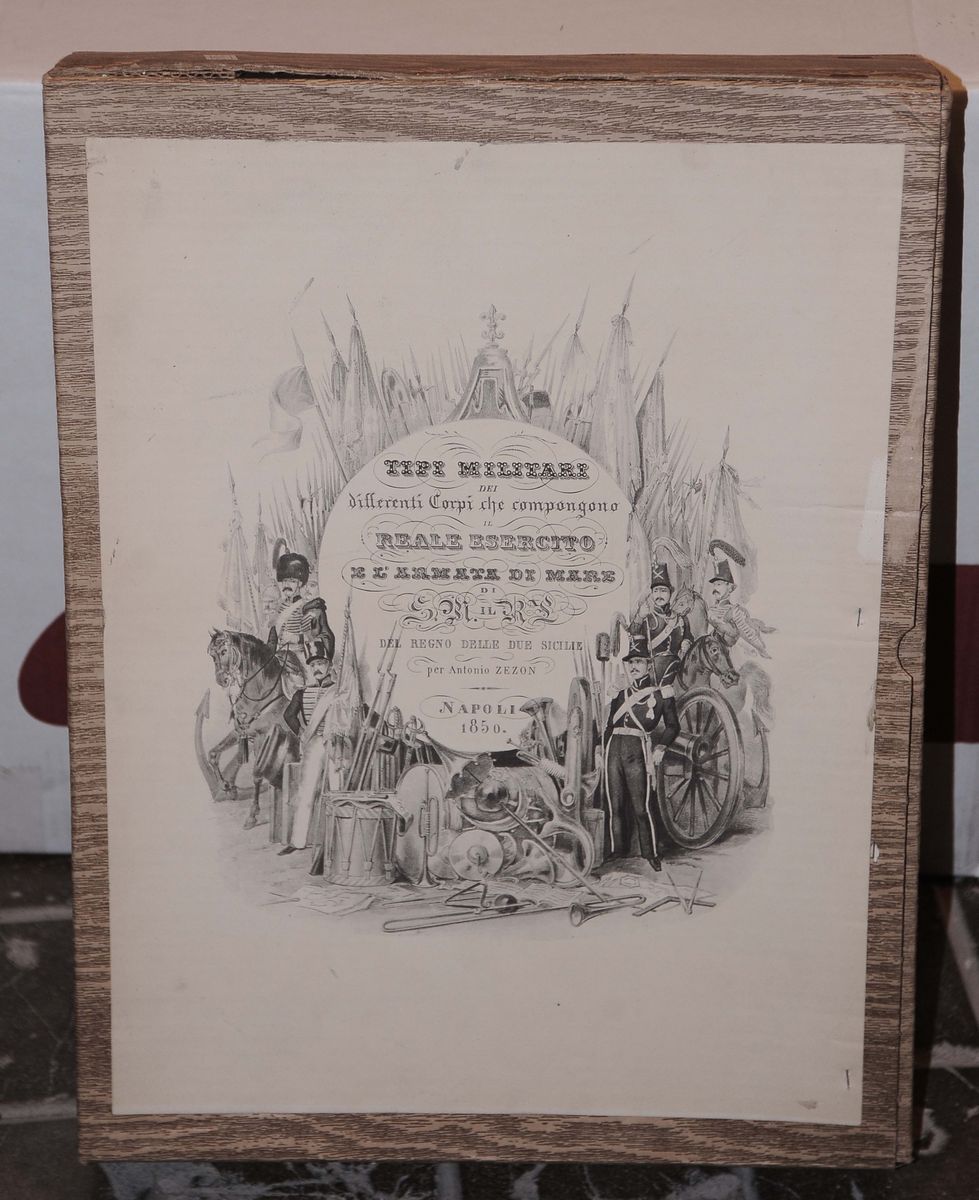 TIPI MILITARI
DEI
differenti Corpi che compongono
IL
REALE ESERCITO
E L'ARMATA DI MARE
DI
S. M. IL RE
DEL REGNO DELLE DUE SICILIE
per Antonio ZEZON
NAPOLI
1850.